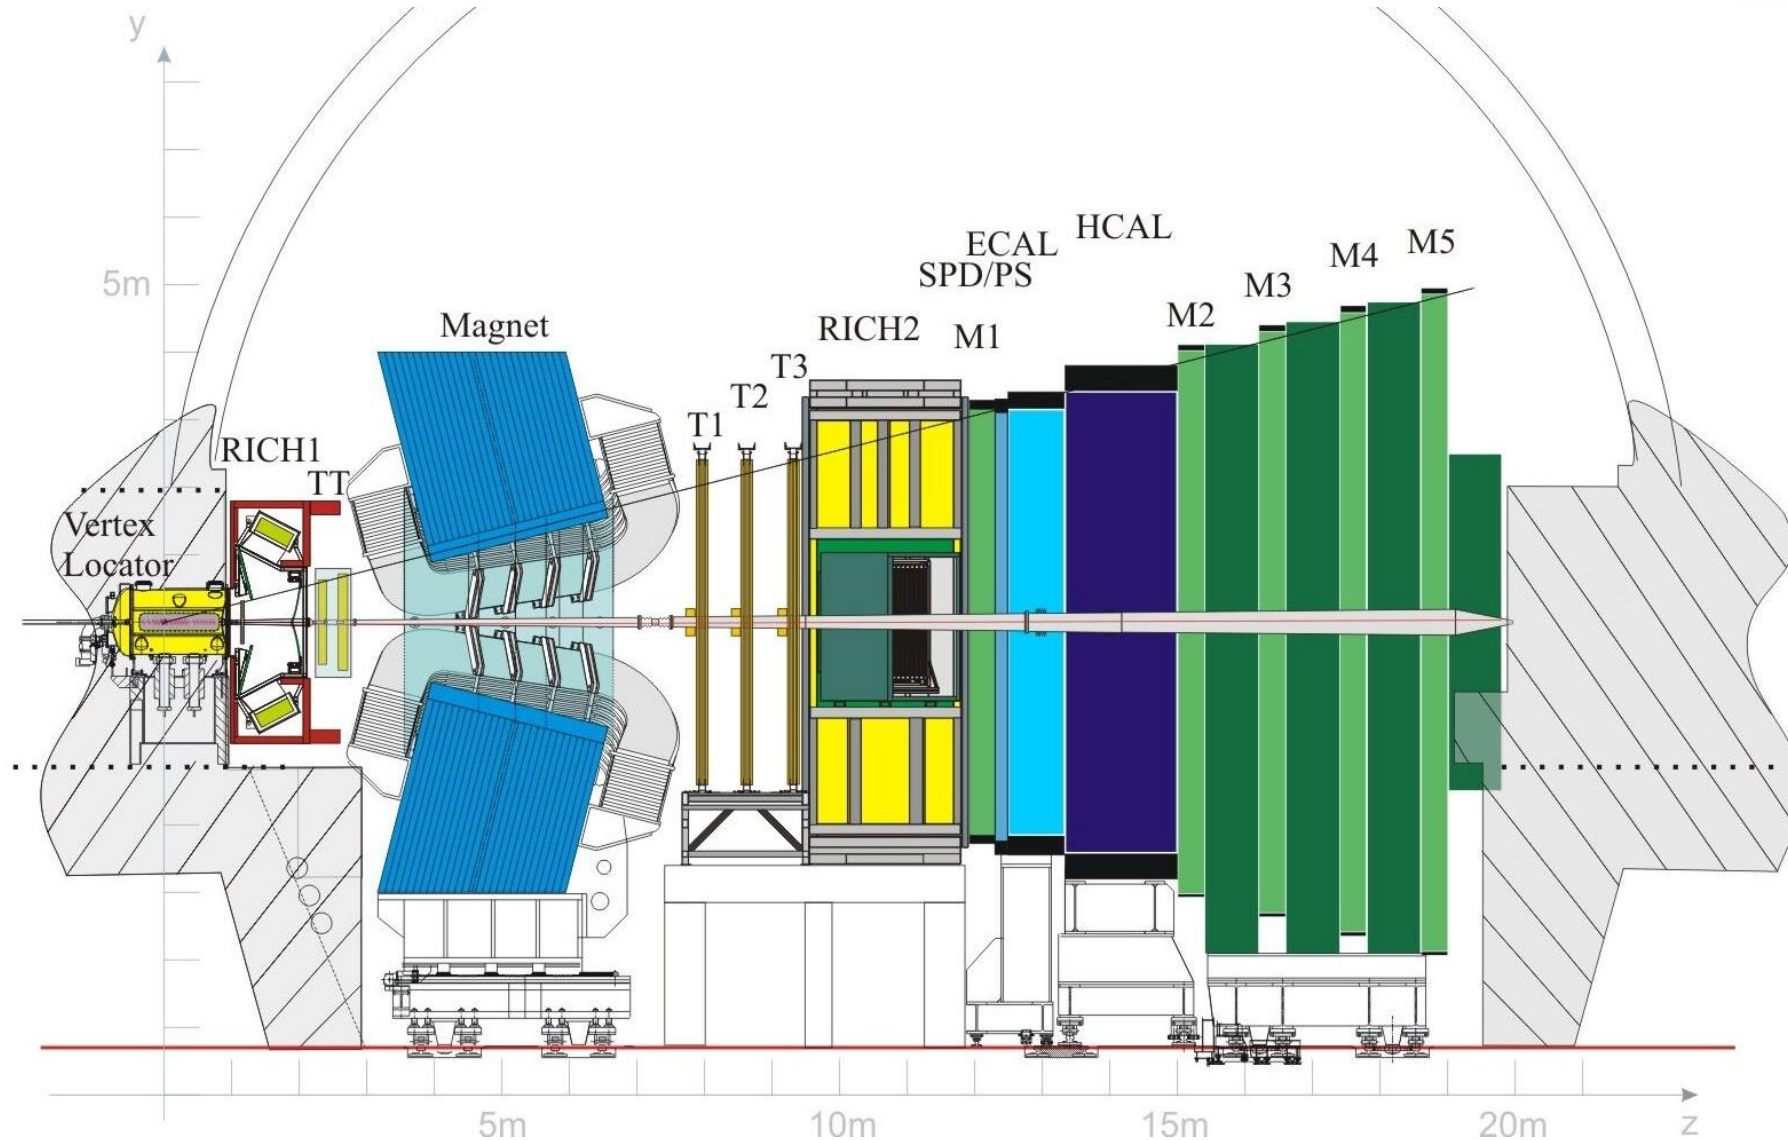 y
5m
HCAL
ECAL
M5
M4
SPD/PS
M3
Magnet
RICH2
M1
M2
T3
T2
T1
RICH1
TT
Vertex
Locator
5m
10m
15m
20m
z